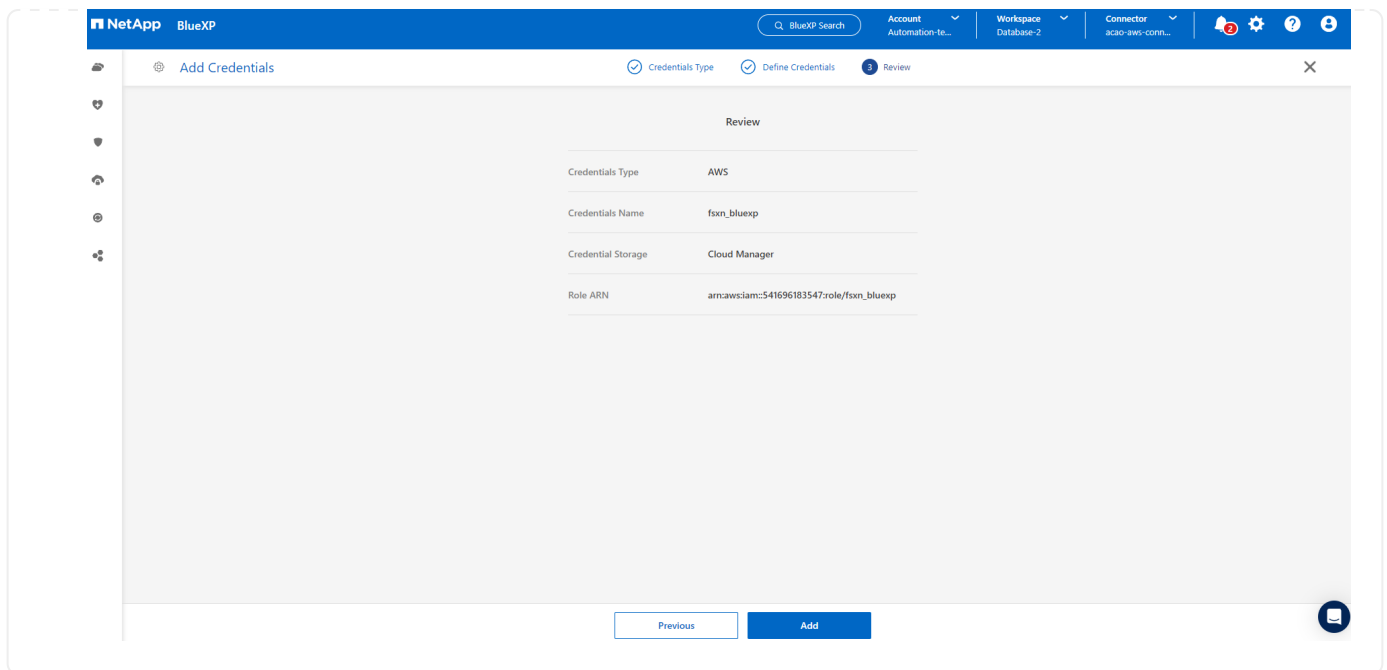 NetApp BlueXP
BlueXP Search
Account
Automation-te...
Workspace
Database-2
Connector
acao-aws-conn...
2
Add Credentials
Credentials Type
Define Credentials
3 Review
Review
Credentials Type AWS
Credentials Name fsxn_bluexp
Credential Storage Cloud Manager
Role ARN arn:aws:iam::541696183547:role/fsxn_bluexp
Previous
Add